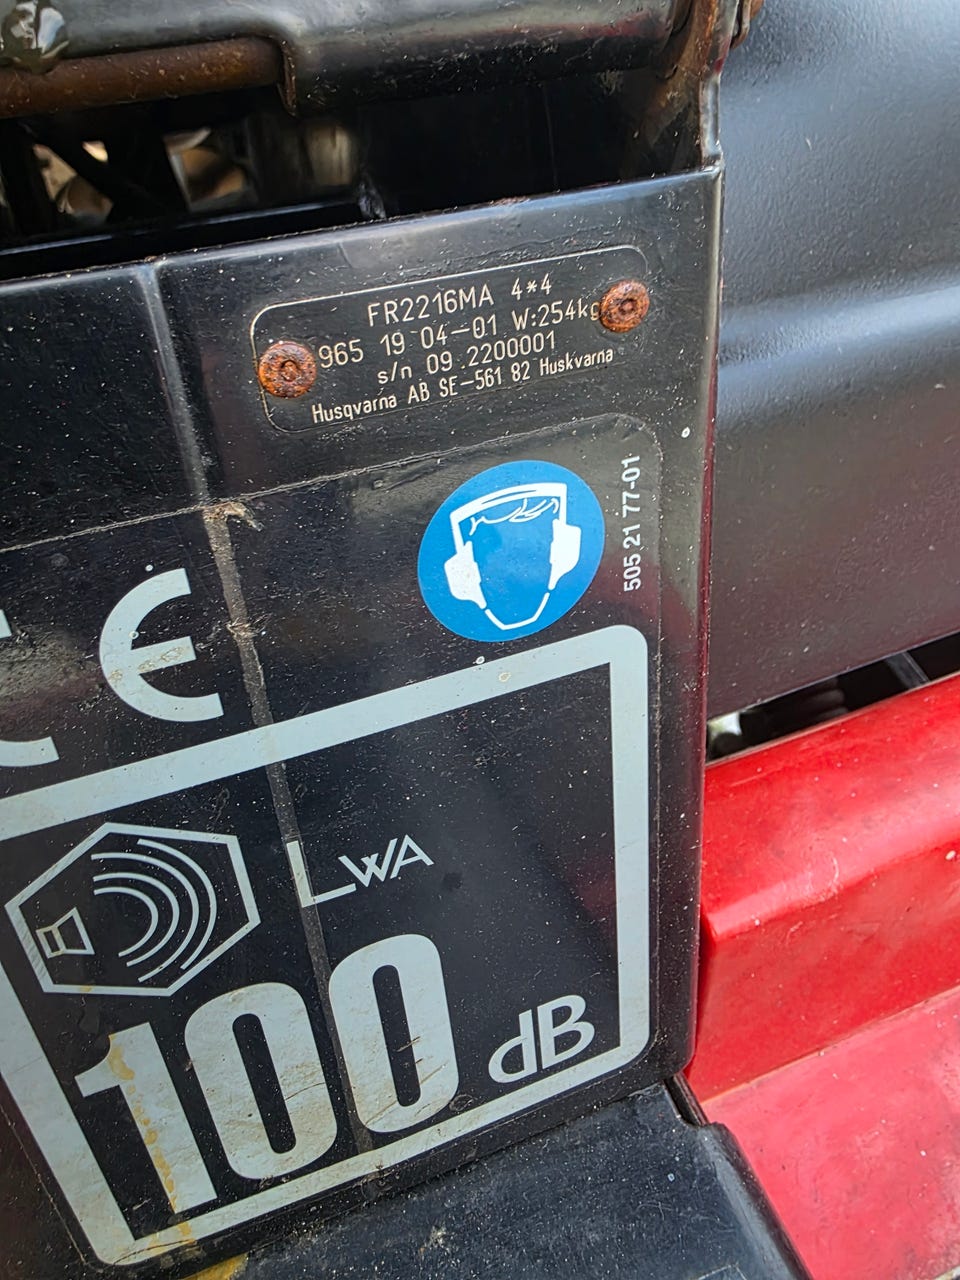 FR2216MA 4*4
965 19 04-01 W:254kg
s/n 09 2200001
Husqvarna AB SE-561 82 Huskvarna
505 21 77-01
CE
LWA
100 dB